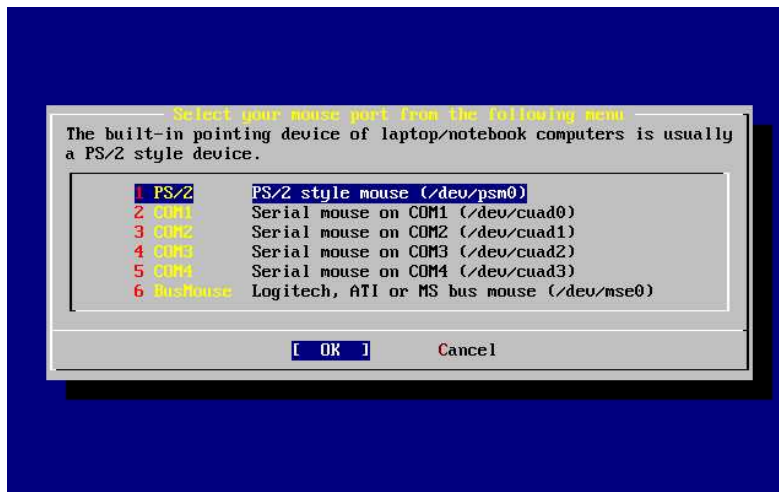 Select your mouse port from the following menu
The built-in pointing device of laptop/notebook computers is usually
a PS/2 style device.
1 PS/2 PS/2 style mouse (/dev/psm0)
2 COM1 Serial mouse on COM1 (/dev/cuad0)
3 COM2 Serial mouse on COM2 (/dev/cuad1)
4 COM3 Serial mouse on COM3 (/dev/cuad2)
5 COM4 Serial mouse on COM4 (/dev/cuad3)
6 BusMouse Logitech, ATI or MS bus mouse (/dev/mse0)
[ OK ] Cancel